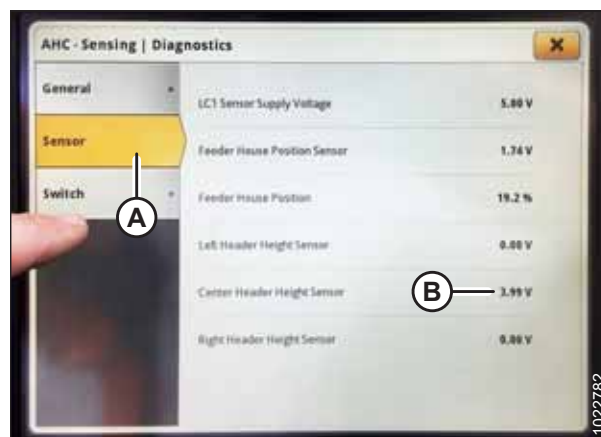 AHC - Sensing | Diagnostics
General
Sensor
Switch
LC1 Sensor Supply Voltage 5.00 V
Feeder House Position Sensor 1.74 V
Feeder House Position 19.2 %
Left Header Height Sensor 0.00 V
Center Header Height Sensor 3.99 V
Right Header Height Sensor 0.00 V
A
B
1022782